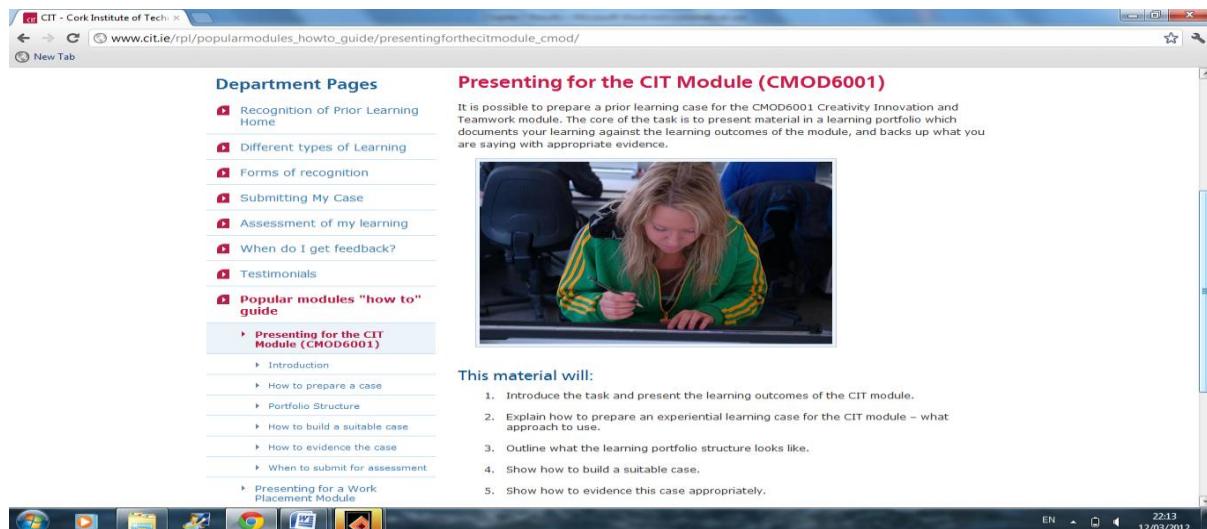 CIT - Cork Institute of Tech
www.cit.ie/rpl/popularmodules_howto_guide/presentingforthecitmodule_cmod/
New Tab
Department Pages
Recognition of Prior Learning
Home
Different types of Learning
Forms of recognition
Submitting My Case
Assessment of my learning
When do I get feedback?
Testimonials
Popular modules "how to"
guide
Presenting for the CIT
Module (CMOD6001)
Introduction
How to prepare a case
Portfolio Structure
How to build a suitable case
How to evidence the case
When to submit for assessment
Presenting for a Work
Placement Module
Presenting for the CIT Module (CMOD6001)
It is possible to prepare a prior learning case for the CMOD6001 Creativity Innovation and
Teamwork module. The core of the task is to present material in a learning portfolio which
documents your learning against the learning outcomes of the module, and backs up what you
are saying with appropriate evidence.
This material will:
1. Introduce the task and present the learning outcomes of the CIT module.
2. Explain how to prepare an experiential learning case for the CIT module – what
approach to use.
3. Outline what the learning portfolio structure looks like.
4. Show how to build a suitable case.
5. Show how to evidence this case appropriately.
EN
22:13
12/03/2012